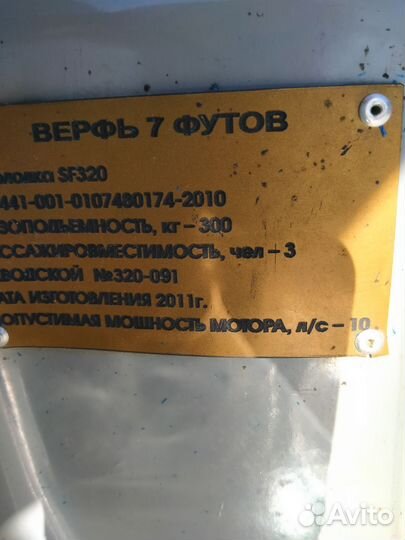 ВЕРФЬ 7 ФУТОВ
SF320
441-001-0107480174-2010
ЗОПОДЪЕМНОСТЬ, кг – 300
ССАЖИРОВМЕСТИМОСТЬ, чел – 3
ВОДСКОЙ №320-091
АТА ИЗГОТОВЛЕНИЯ 2011г.
ОПУСТИМАЯ МОЩНОСТЬ МОТОРА, л/с – 10
Avito